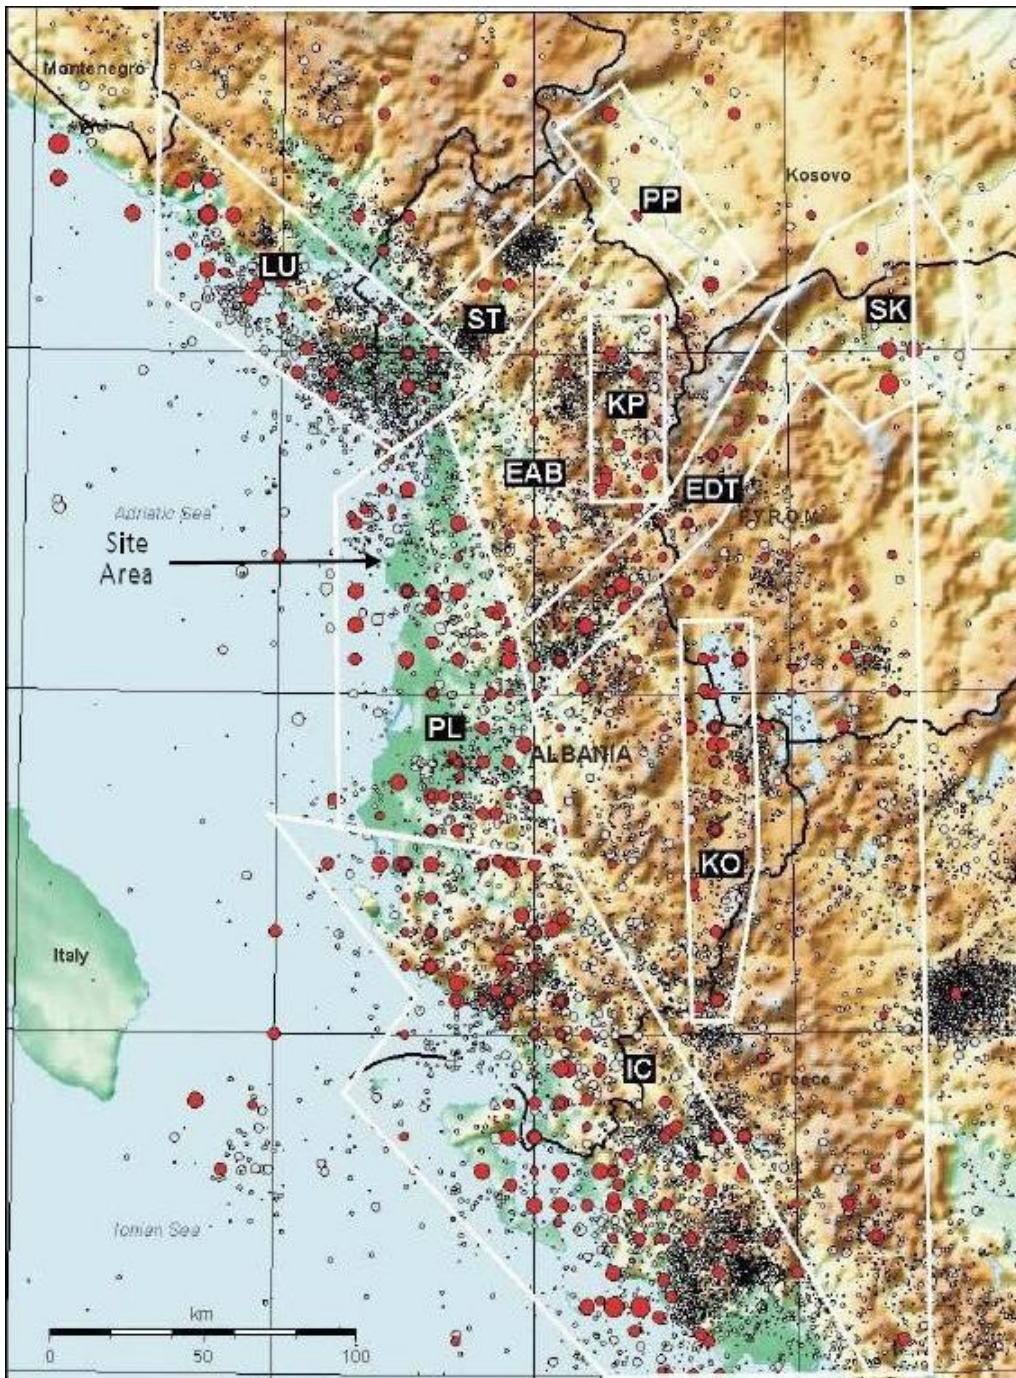 Montenegro
Kosovo
PP
LU
ST
SK
KP
EAB
EDT
FYROM
Adriatic Sea
Site
Area
PL
ALBANIA
KO
Italy
IC
Greece
Ionian Sea
km
0 50 100